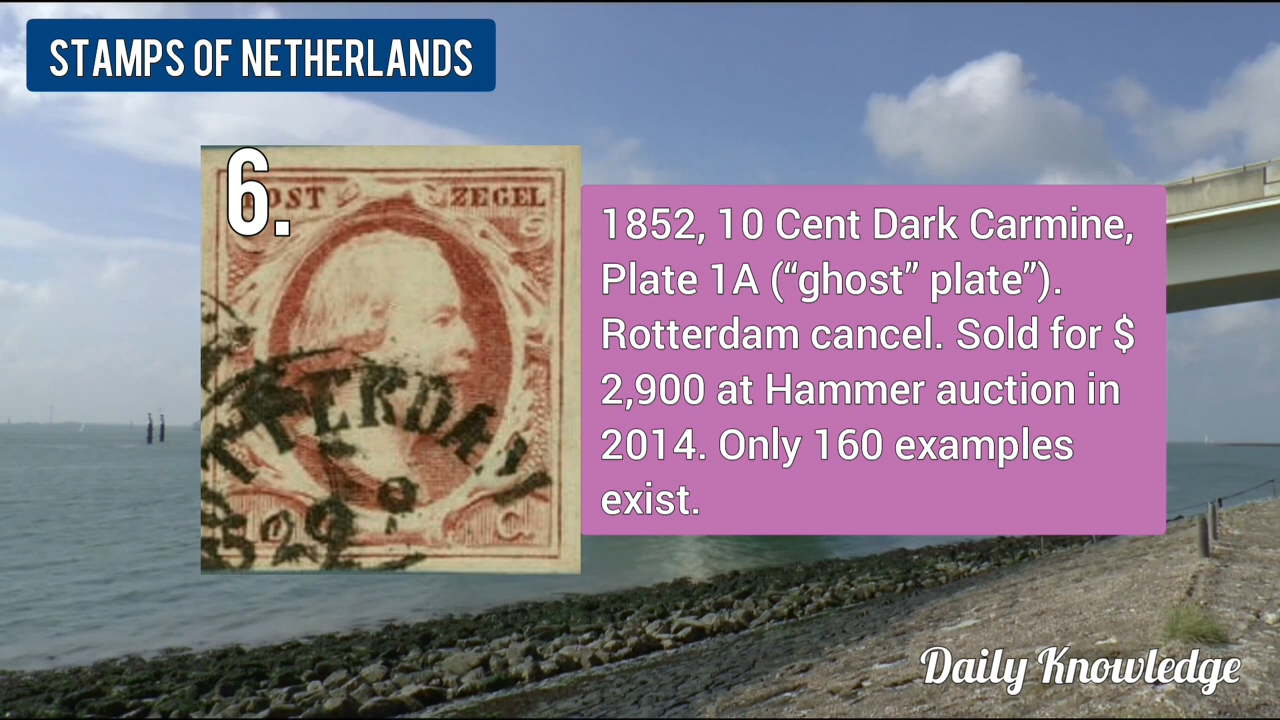 STAMPS OF NETHERLANDS
6.
OST ZEGEL
TTERDAM
C.
1852, 10 Cent Dark Carmine,
Plate 1A (“ghost” plate”).
Rotterdam cancel. Sold for $
2,900 at Hammer auction in
2014. Only 160 examples
exist.
Daily Knowledge